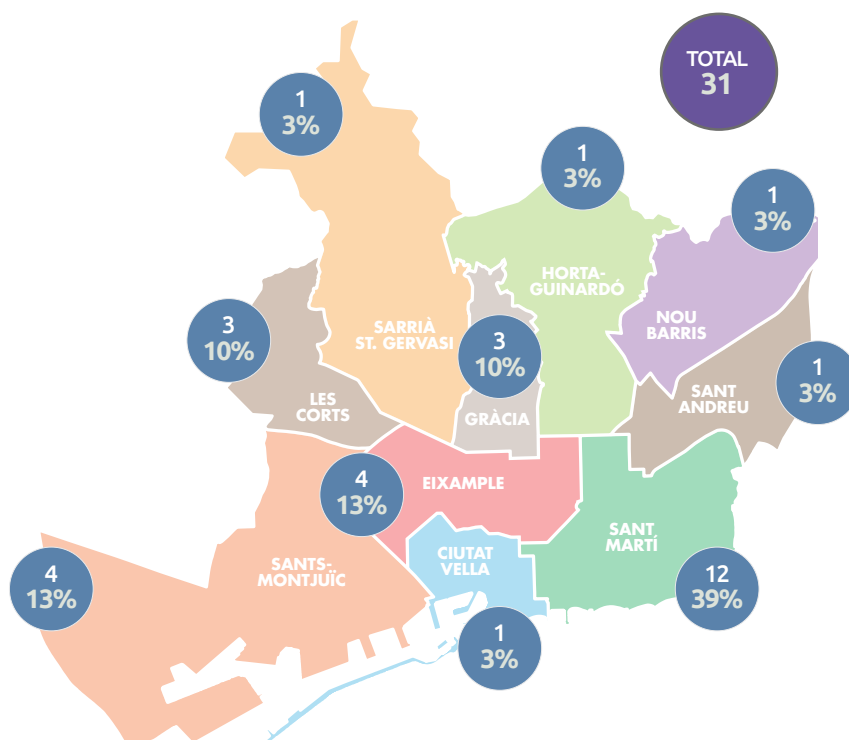 TOTAL
31
1
3%
1
3%
1
3%
HORTA-
GUINARDÓ
NOU
BARRIS
3
10%
SARRIÀ
ST. GERVASI
3
10%
1
3%
LES
CORTS
GRÀCIA
SANT
ANDREU
4
13%
EIXAMPLE
SANT
MARTÍ
CIUTAT
VELLA
SANTS-
MONTJUÏC
4
13%
12
39%
1
3%